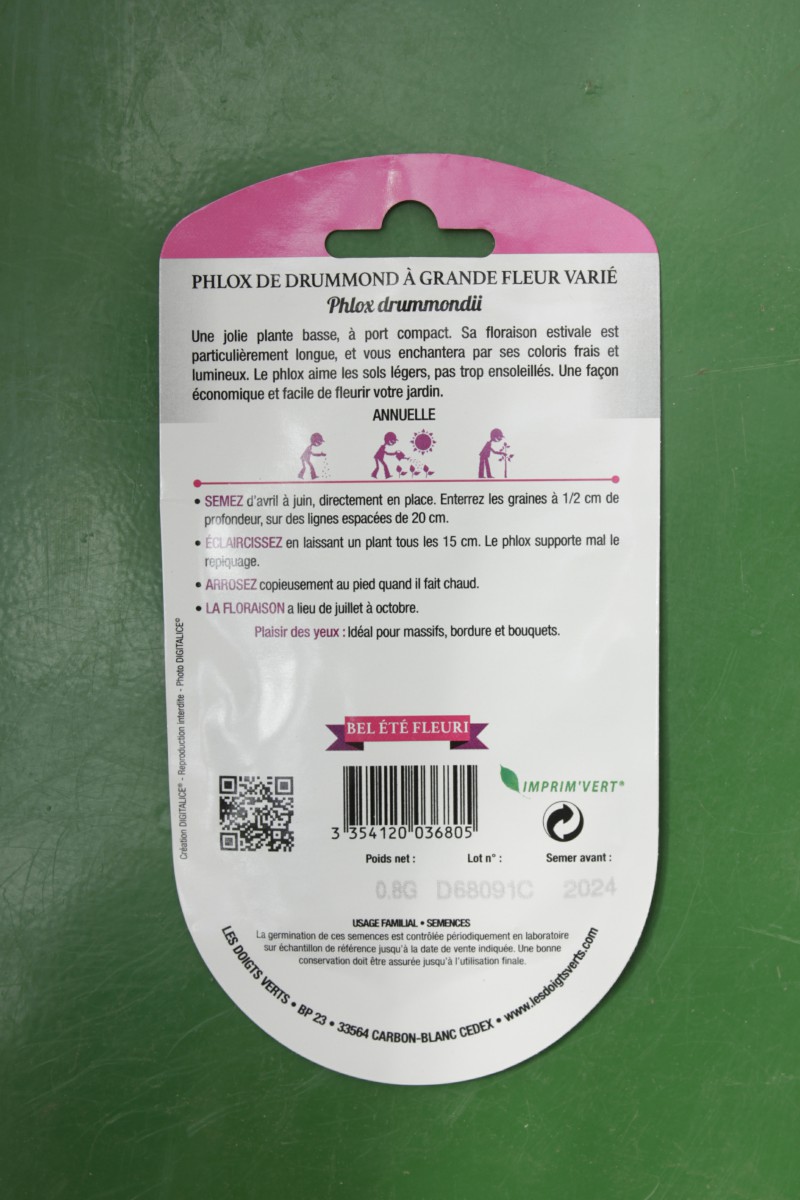 PHLOX DE DRUMMOND À GRANDE FLEUR VARIÉ
Phlox drummondii
Une jolie plante basse, à port compact. Sa floraison estivale est
particulièrement longue, et vous enchantera par ses coloris frais et
lumineux. Le phlox aime les sols légers, pas trop ensoleillés. Une façon
économique et facile de fleurir votre jardin.
ANNUELLE
• SEMEZ d'avril à juin, directement en place. Enterrez les graines à 1/2 cm de
profondeur, sur des lignes espacées de 20 cm.
• ÉCLAIRCISSEZ en laissant un plant tous les 15 cm. Le phlox supporte mal le
repiquage.
• ARROSEZ copieusement au pied quand il fait chaud.
• LA FLORAISON a lieu de juillet à octobre.
Plaisir des yeux : Idéal pour massifs, bordure et bouquets.
Création DIGITALICE® - Reproduction interdite - Photo DIGITALICE®
BEL ÉTÉ FLEURI
IMPRIM'VERT®
3 354120 036805
Poids net : Lot n° : Semer avant :
0.8G D68091C 2024
USAGE FAMILIAL • SEMENCES
La germination de ces semences est contrôlée périodiquement en laboratoire
sur échantillon de référence jusqu'à la date de vente indiquée. Une bonne
conservation doit être assurée jusqu'à l'utilisation finale.
LES DOIGTS VERTS • BP 23 • 33564 CARBON-BLANC CEDEX • www.lesdoigtsverts.com